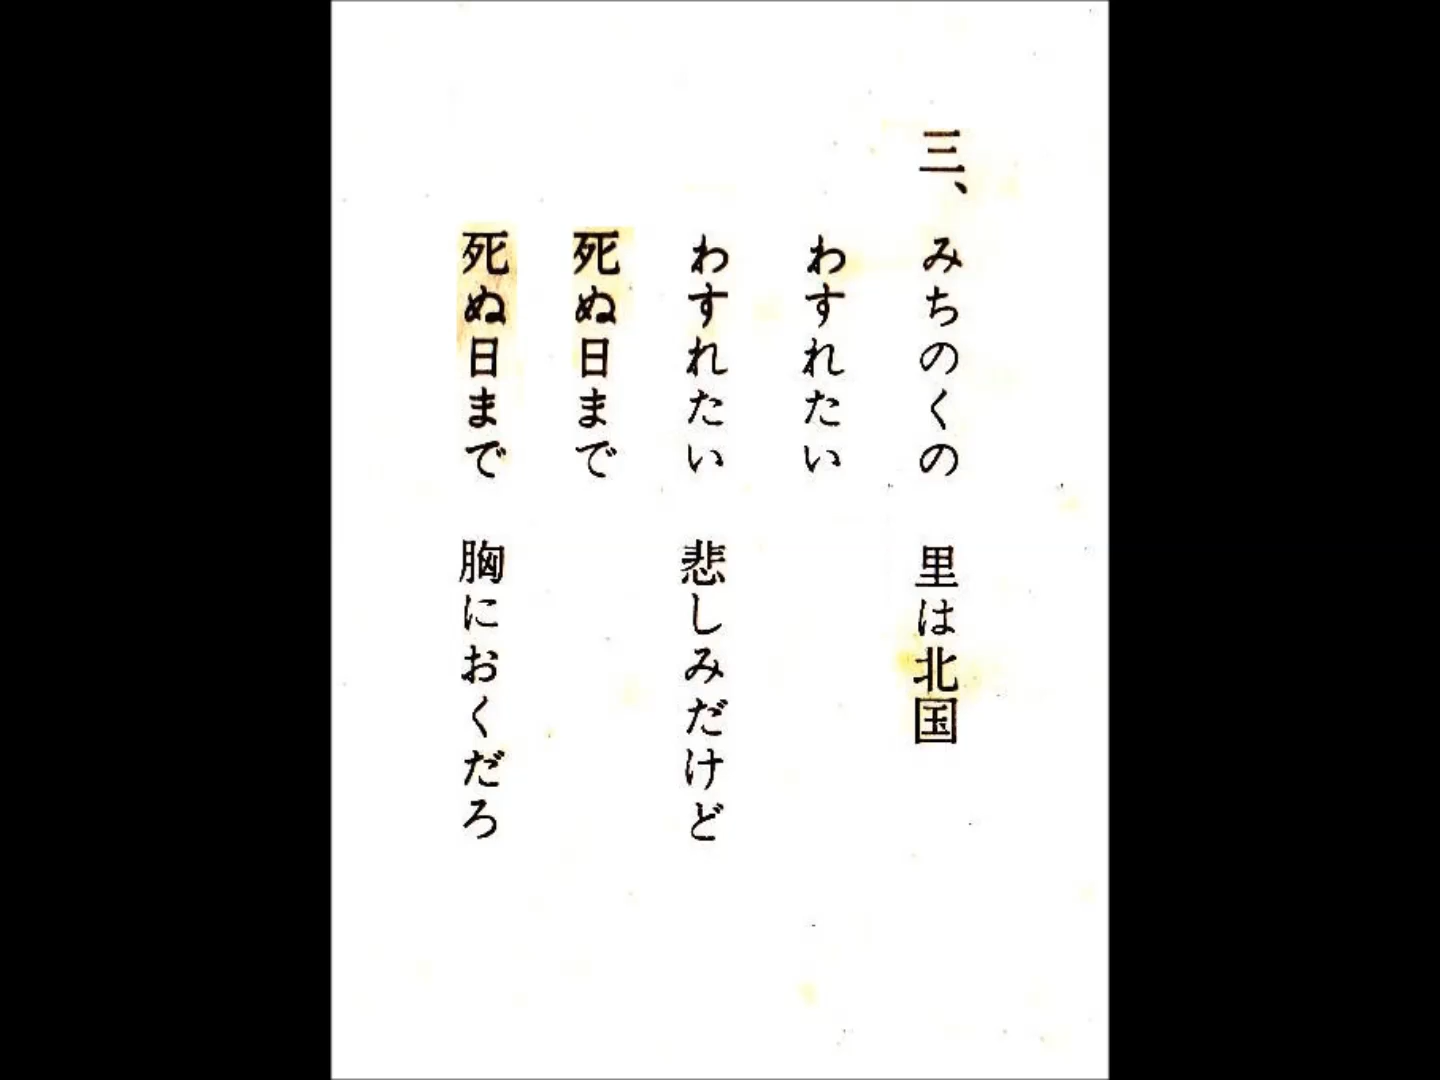 三、みちのくの 里は北国
わすれたい
わすれたい 悲しみだけど
死ぬ日まで
死ぬ日まで 胸におくだろ